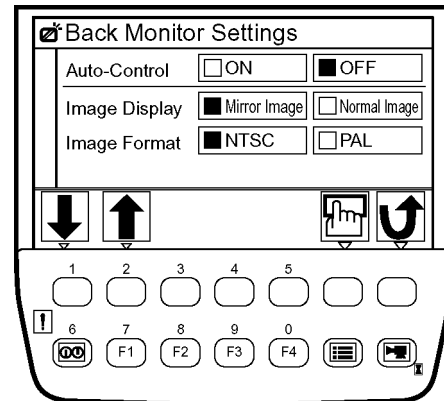 Back Monitor Settings
Auto-Control ON OFF
Image Display Mirror Image Normal Image
Image Format NTSC PAL
1 2 3 4 5
! 6 7 8 9 0
F1 F2 F3 F4